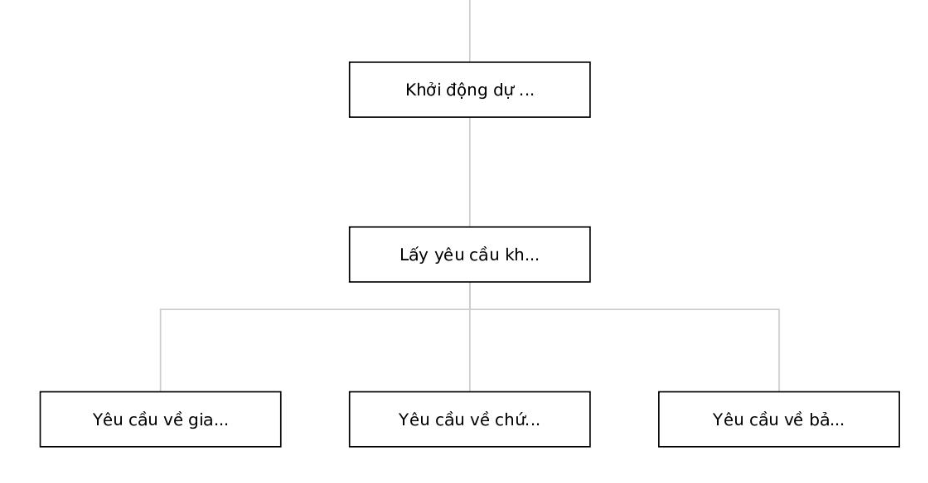 Khởi động dự ...
Lấy yêu cầu kh...
Yêu cầu về gia...
Yêu cầu về chứ...
Yêu cầu về bả...